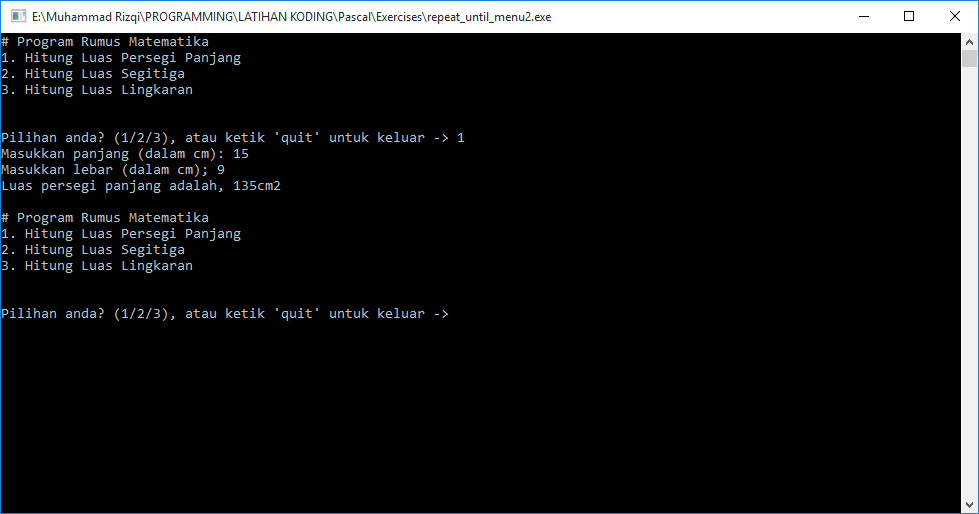 E:\Muhammad Rizqi\PROGRAMMING\LATIHAN KODING\Pascal\Exercises\repeat_until_menu2.exe
# Program Rumus Matematika
1. Hitung Luas Persegi Panjang
2. Hitung Luas Segitiga
3. Hitung Luas Lingkaran
Pilihan anda? (1/2/3), atau ketik 'quit' untuk keluar -> 1
Masukkan panjang (dalam cm): 15
Masukkan lebar (dalam cm); 9
Luas persegi panjang adalah, 135cm2
# Program Rumus Matematika
1. Hitung Luas Persegi Panjang
2. Hitung Luas Segitiga
3. Hitung Luas Lingkaran
Pilihan anda? (1/2/3), atau ketik 'quit' untuk keluar ->